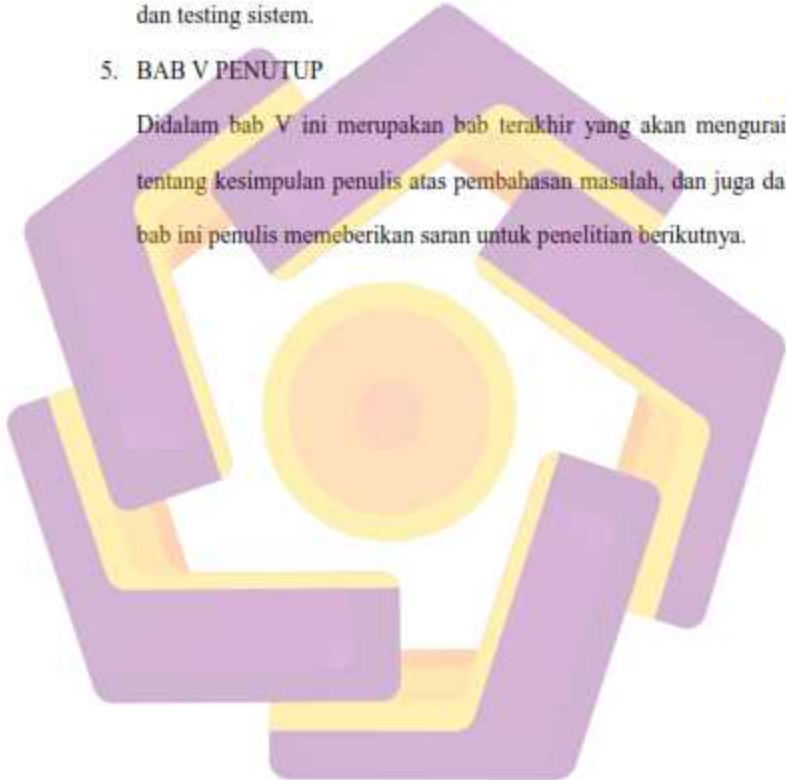 dan testing sistem.
5. BAB V PENUTUP
Didalam bab V ini merupakan bab terakhir yang akan mengurai
tentang kesimpulan penulis atas pembahasan masalah, dan juga da
bab ini penulis memeberikan saran untuk penelitian berikutnya.